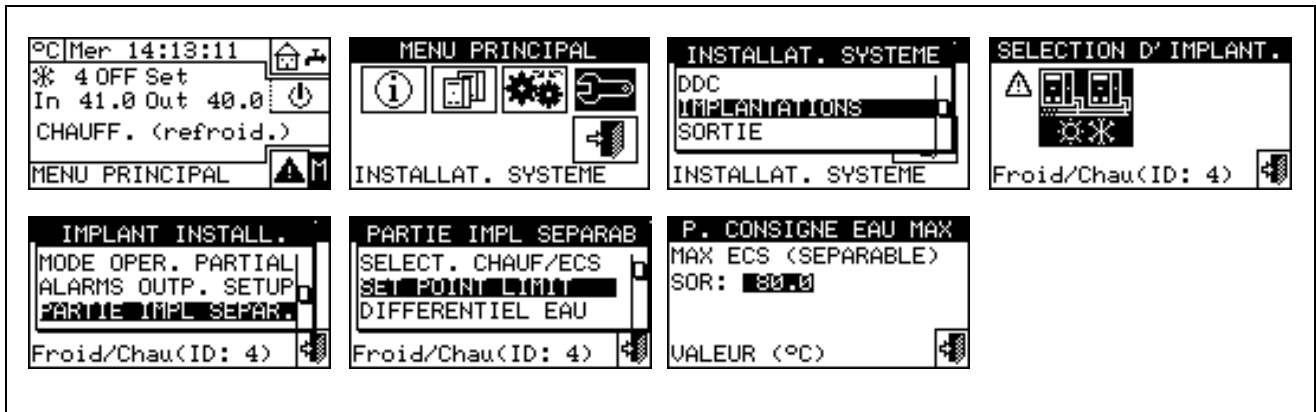 °C Mer 14:13:11
4 OFF Set
In 41.0 Out 40.0
CHAUFF. (refroid.)
MENU PRINCIPAL M
MENU PRINCIPAL
INSTALLAT. SYSTEME
INSTALLAT. SYSTEME
DDC
IMPLANTATIONS
SORTIE
INSTALLAT. SYSTEME
SELECTION D'IMPLANT.
Froid/Chau(ID: 4)
IMPLANT INSTALL.
MODE OPER. PARTIAL
ALARMS OUTP. SETUP
PARTIE IMPL SEPAR.
Froid/Chau(ID: 4)
PARTIE IMPL SEPARAB
SELECT. CHAUF/ECS
SET POINT LIMIT
DIFFERENTIEL EAU
Froid/Chau(ID: 4)
P. CONSIGNE EAU MAX
MAX ECS (SEPARABLE)
SOR: 80.0
VALEUR (°C)